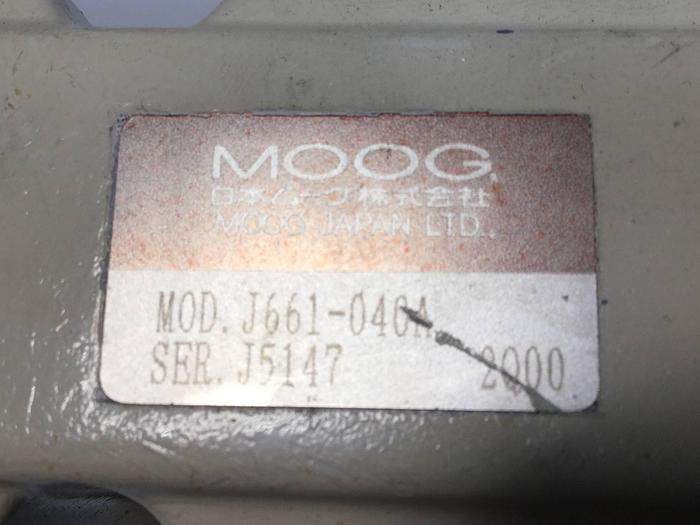 MOOG.
日本ムーグ株式会社
MOOG JAPAN LTD.
MOD. J661-040A
SER. J5147 2000